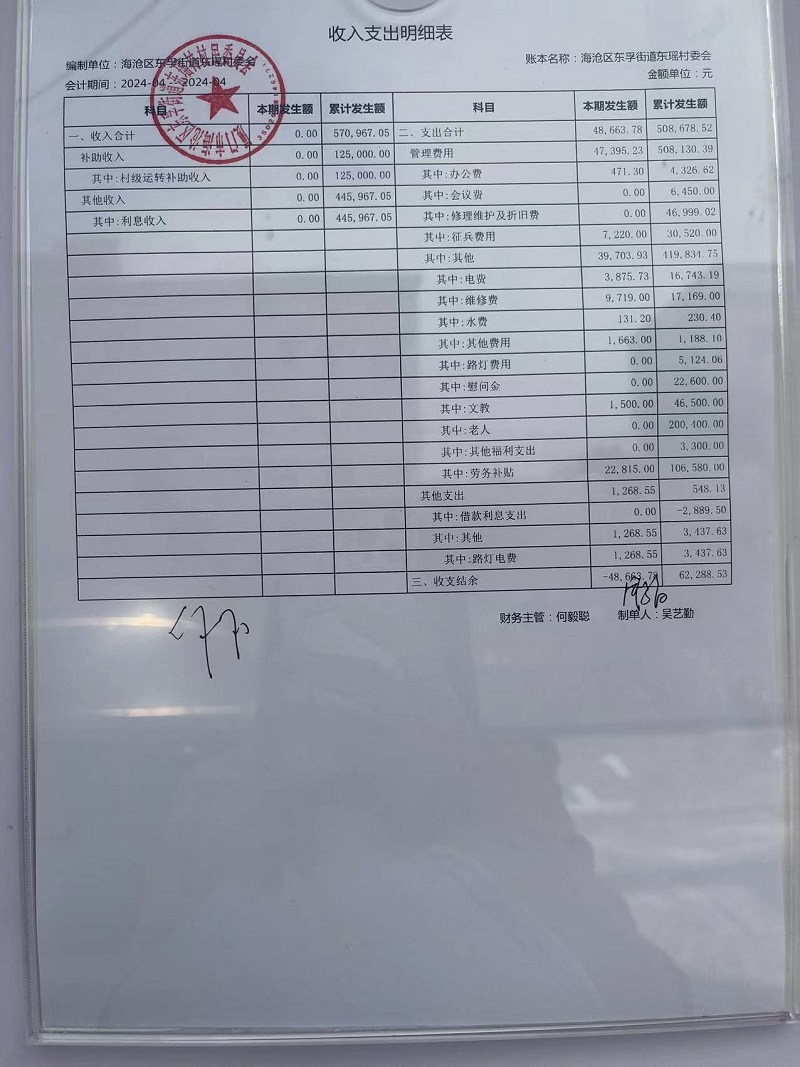 收入支出明细表
编制单位：海沧区东孚街道东瑶村委会 账本名称：海沧区东孚街道东瑶村委会
会计期间：2024-04 — 2024-04 金额单位：元
科目 本期发生额 累计发生额 科目 本期发生额 累计发生额
一、收入合计 0.00 570,967.05 二、支出合计 48,663.78 508,678.52
补助收入 0.00 125,000.00 管理费用 47,395.23 508,130.39
其中:村级运转补助收入 0.00 125,000.00 其中:办公费 471.30 4,326.62
其他收入 0.00 445,967.05 其中:会议费 0.00 6,450.00
其中:利息收入 0.00 445,967.05 其中:修理维护及折旧费 0.00 46,999.02
其中:征兵费用 7,220.00 30,520.00
其中:其他 39,703.93 419,834.75
其中:电费 3,875.73 16,743.19
其中:维修费 9,719.00 17,169.00
其中:水费 131.20 230.40
其中:其他费用 1,663.00 1,188.10
其中:路灯费用 0.00 5,124.06
其中:慰问金 0.00 22,600.00
其中:文教 1,500.00 46,500.00
其中:老人 0.00 200,400.00
其中:其他福利支出 0.00 3,300.00
其中:劳务补贴 22,815.00 106,580.00
其他支出 1,268.55 548.13
其中:借款利息支出 0.00 -2,889.50
其中:其他 1,268.55 3,437.63
其中:路灯电费 1,268.55 3,437.63
三、收支结余 -48,663.78 62,288.53
财务主管：何毅聪 制单人：吴艺勤